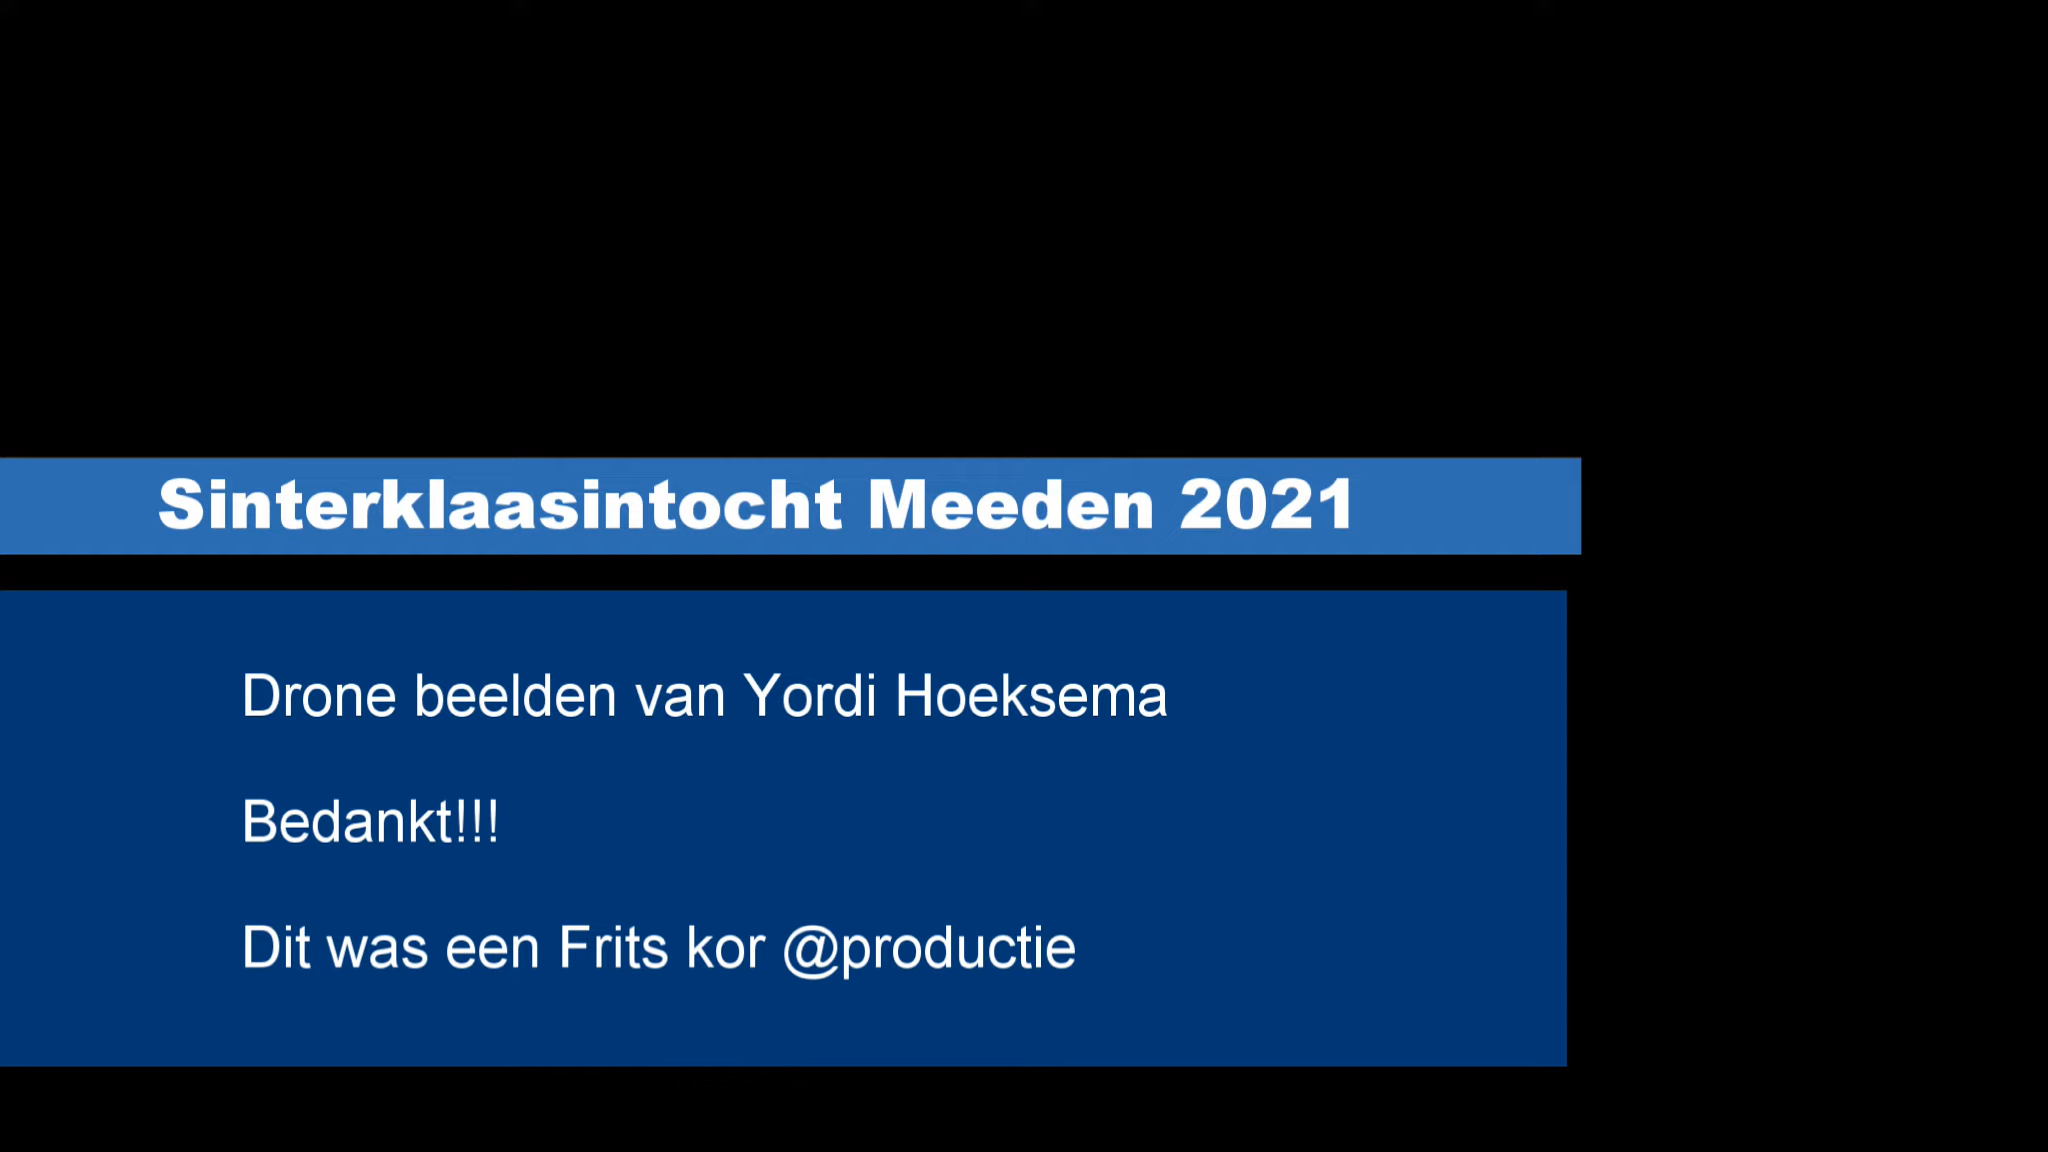 Sinterklaasintocht Meeden 2021
Drone beelden van Yordi Hoeksema
Bedankt!!!
Dit was een Frits kor @productie